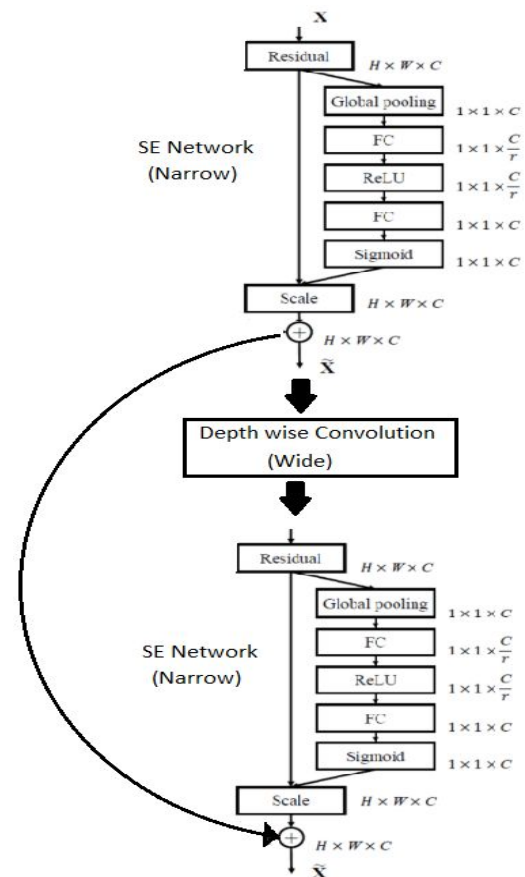 X
Residual
H × W × C
Global pooling
1 × 1 × C
FC
1 × 1 × C/r
SE Network
(Narrow)
ReLU
1 × 1 × C/r
FC
1 × 1 × C
Sigmoid
1 × 1 × C
Scale
H × W × C
+
H × W × C
X̃
Depth wise Convolution
(Wide)
Residual
H × W × C
Global pooling
1 × 1 × C
FC
1 × 1 × C/r
SE Network
(Narrow)
ReLU
1 × 1 × C/r
FC
1 × 1 × C
Sigmoid
1 × 1 × C
Scale
H × W × C
+
H × W × C
X̃